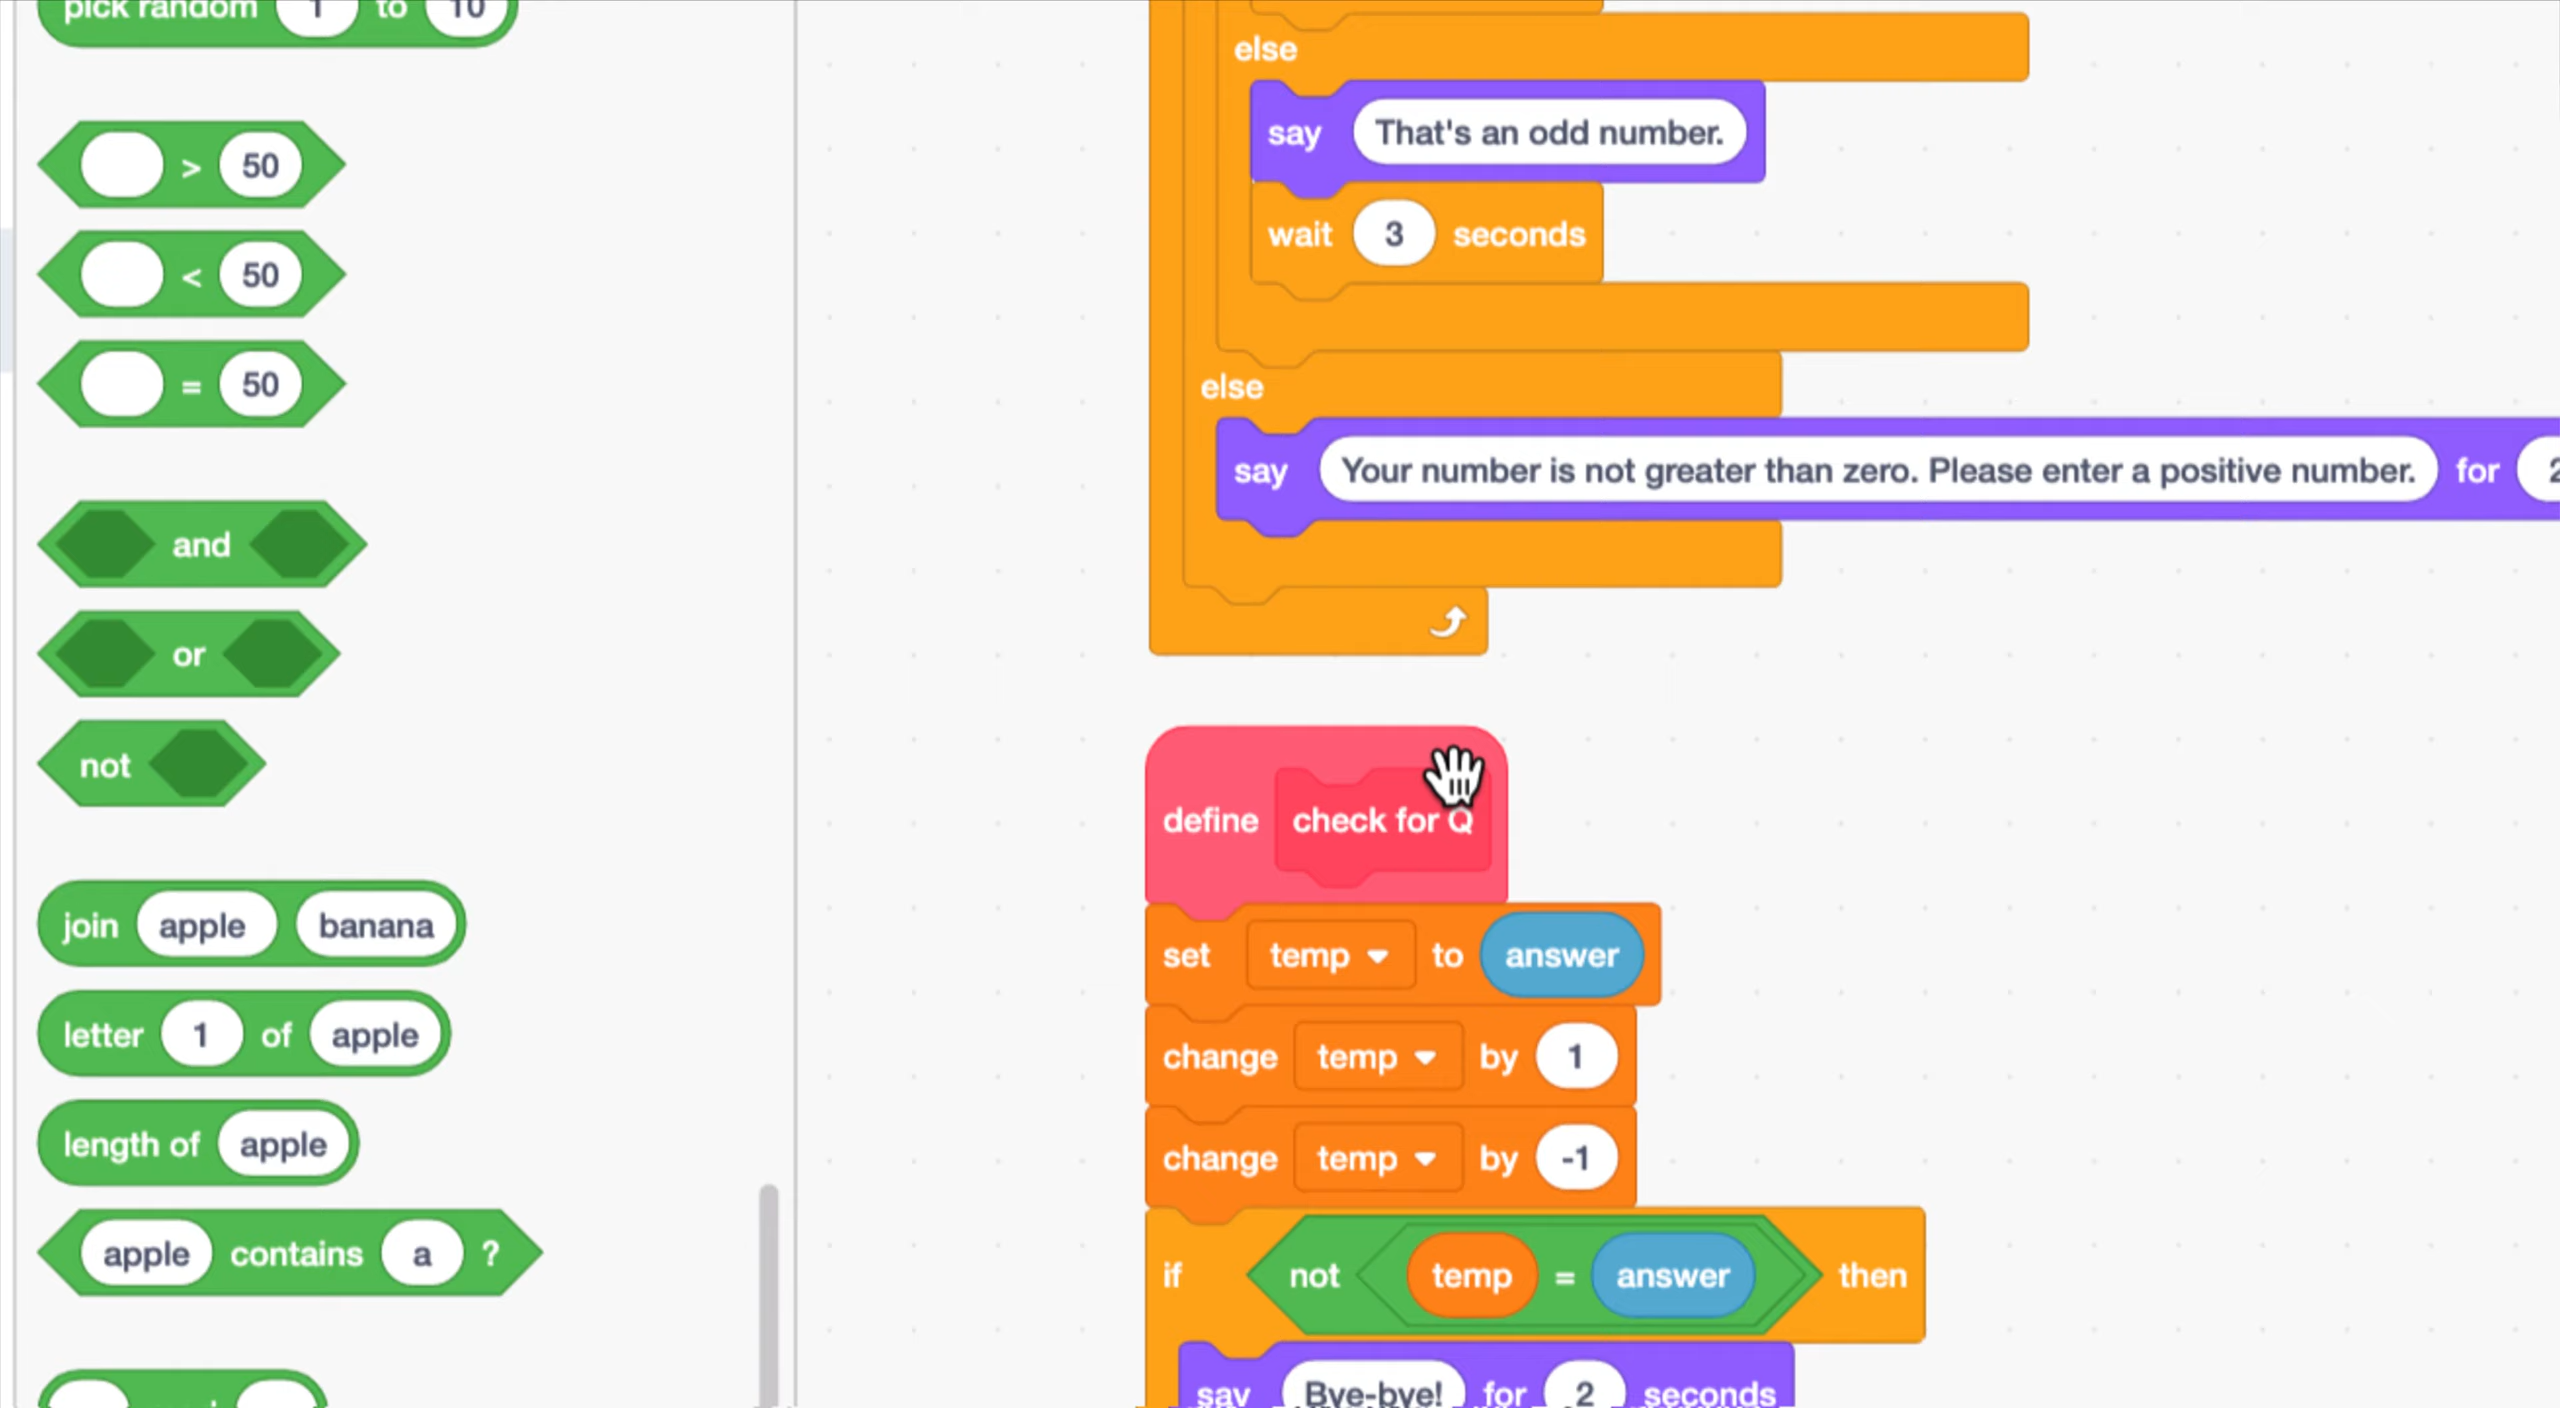 pick random 1 to 10
> 50
< 50
= 50
and
or
not
join apple banana
letter 1 of apple
length of apple
apple contains a ?
else
say That's an odd number.
wait 3 seconds
else
say Your number is not greater than zero. Please enter a positive number. for 2
define check for Q
set temp to answer
change temp by 1
change temp by -1
if not temp = answer then
say Bye-bye! for 2 seconds